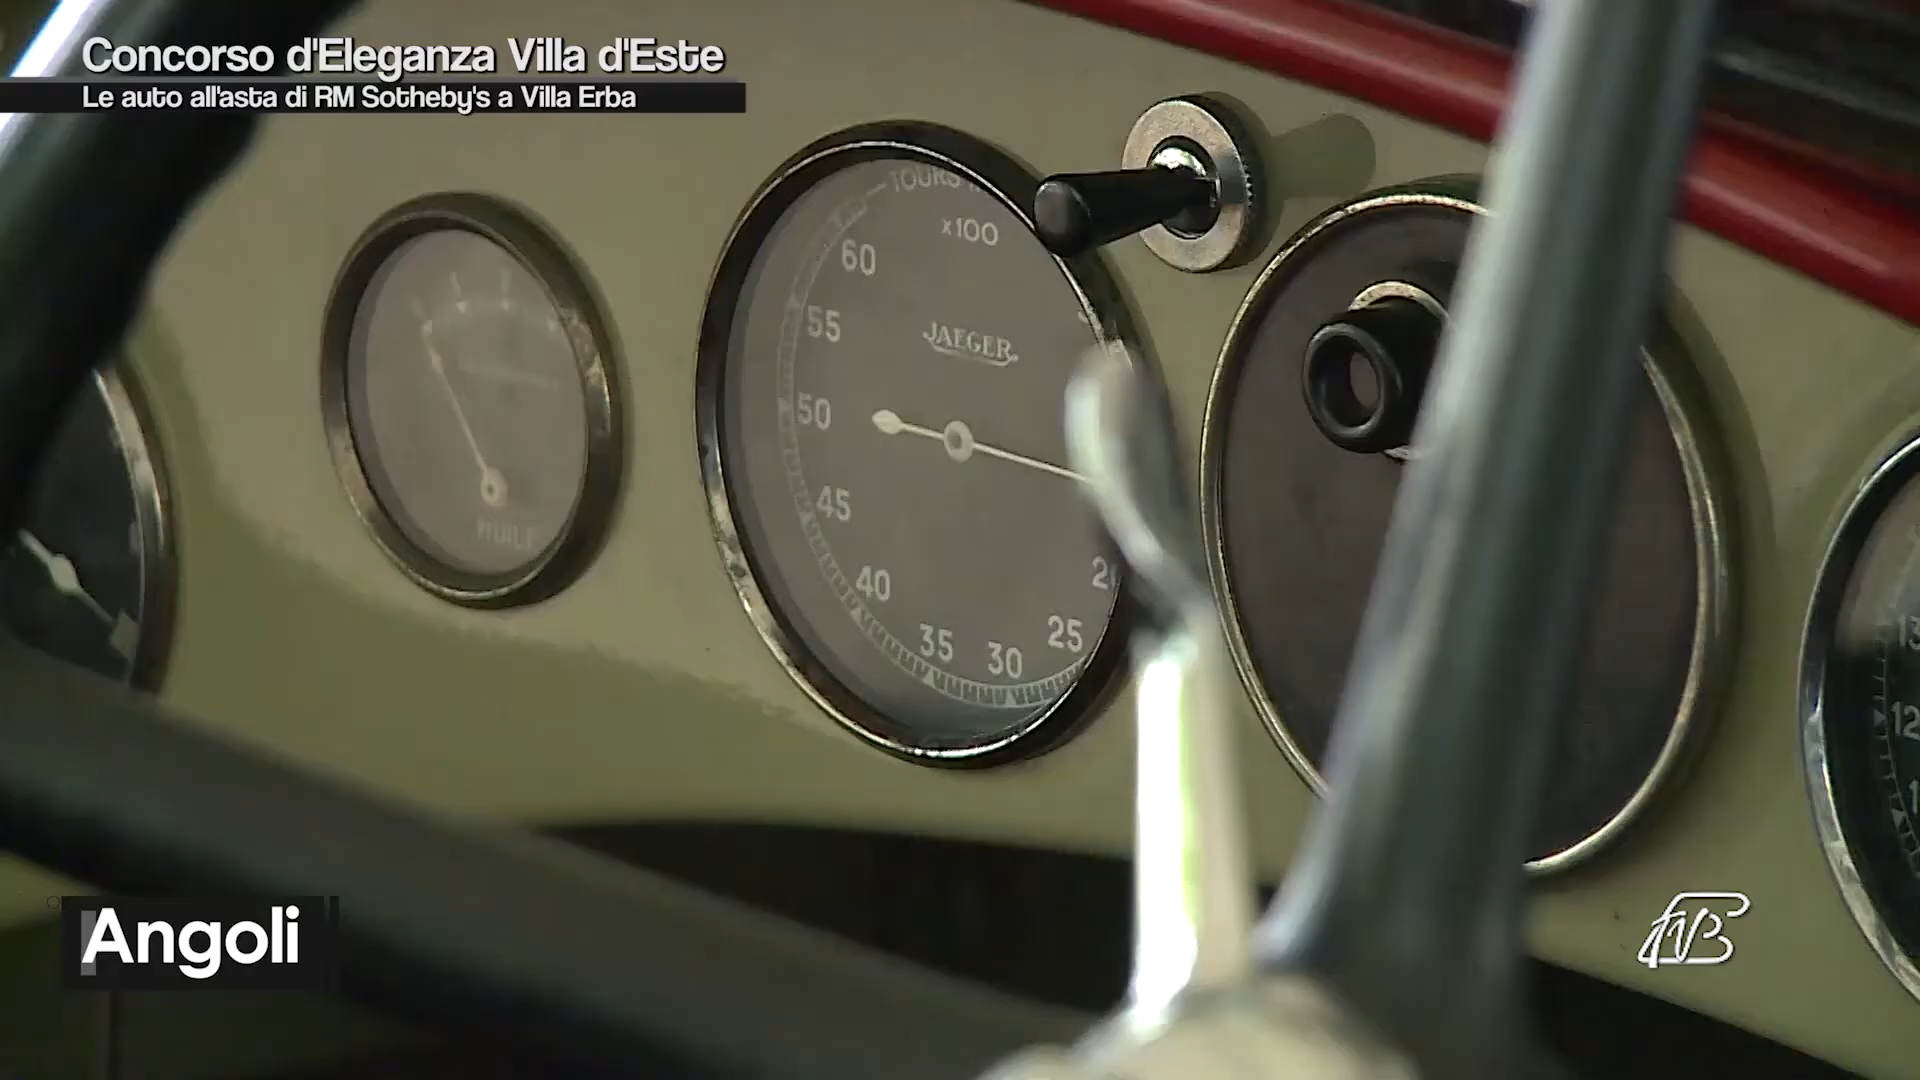 Concorso d'Eleganza Villa d'Este
Le auto all'asta di RM Sotheby's a Villa Erba
TOURS
x100
60
55
JAEGER
50
45
40
35
30
25
HUILE
12
Angoli